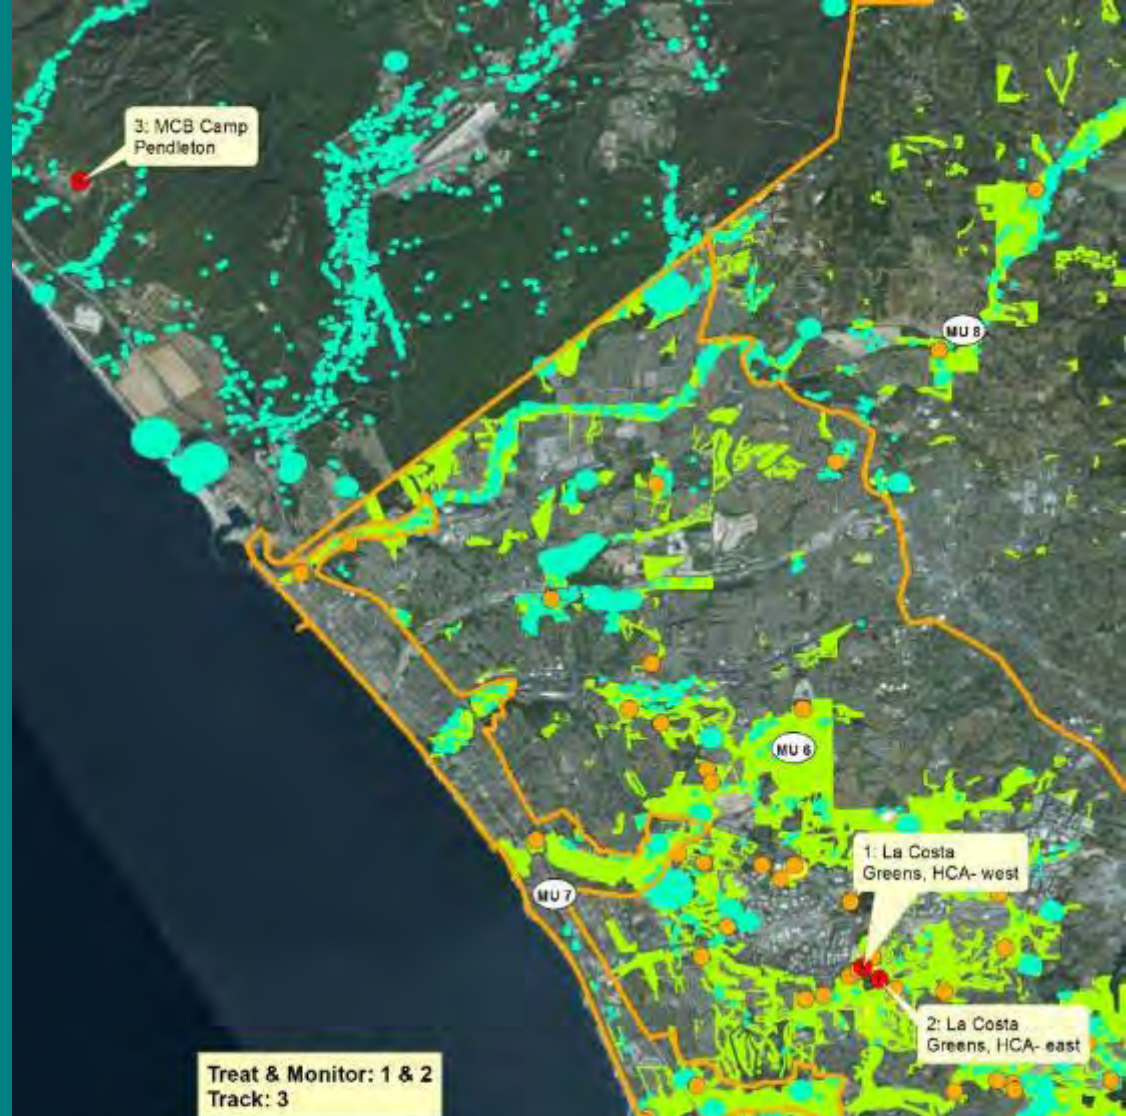 3: MCB Camp
Pendleton
MU 8
MU 6
1: La Costa
Greens, HCA- west
MU 7
2: La Costa
Greens, HCA- east
Treat & Monitor: 1 & 2
Track: 3